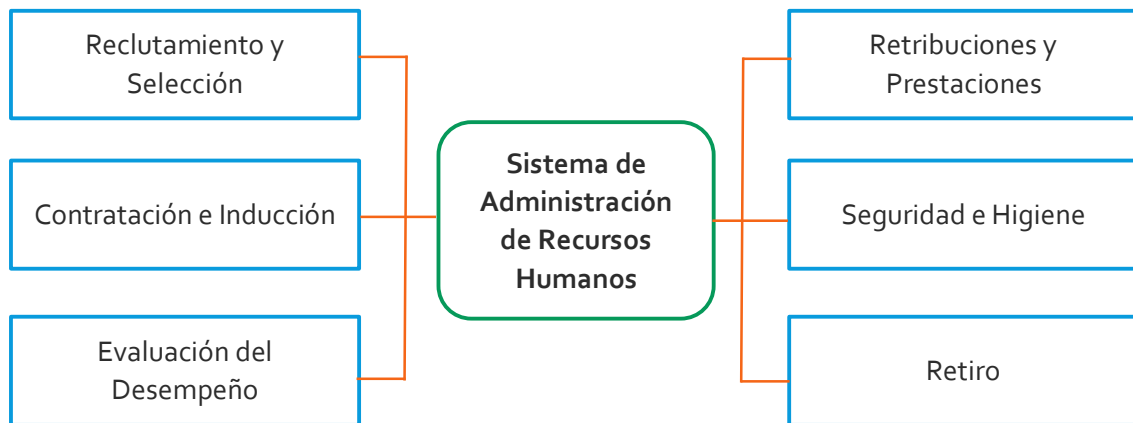 Reclutamiento y
Selección
Contratación e Inducción
Evaluación del
Desempeño
Sistema de
Administración
de Recursos
Humanos
Retribuciones y
Prestaciones
Seguridad e Higiene
Retiro